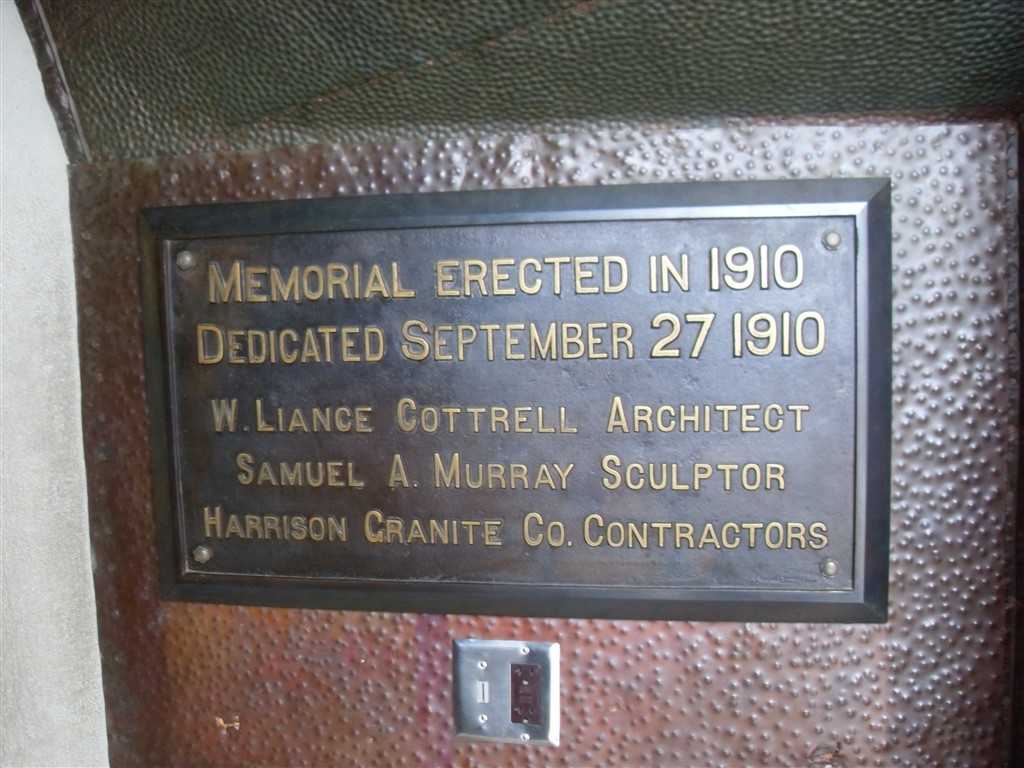 MEMORIAL ERECTED IN 1910
DEDICATED SEPTEMBER 27 1910
W. LIANCE COTTRELL ARCHITECT
SAMUEL A. MURRAY SCULPTOR
HARRISON GRANITE CO. CONTRACTORS